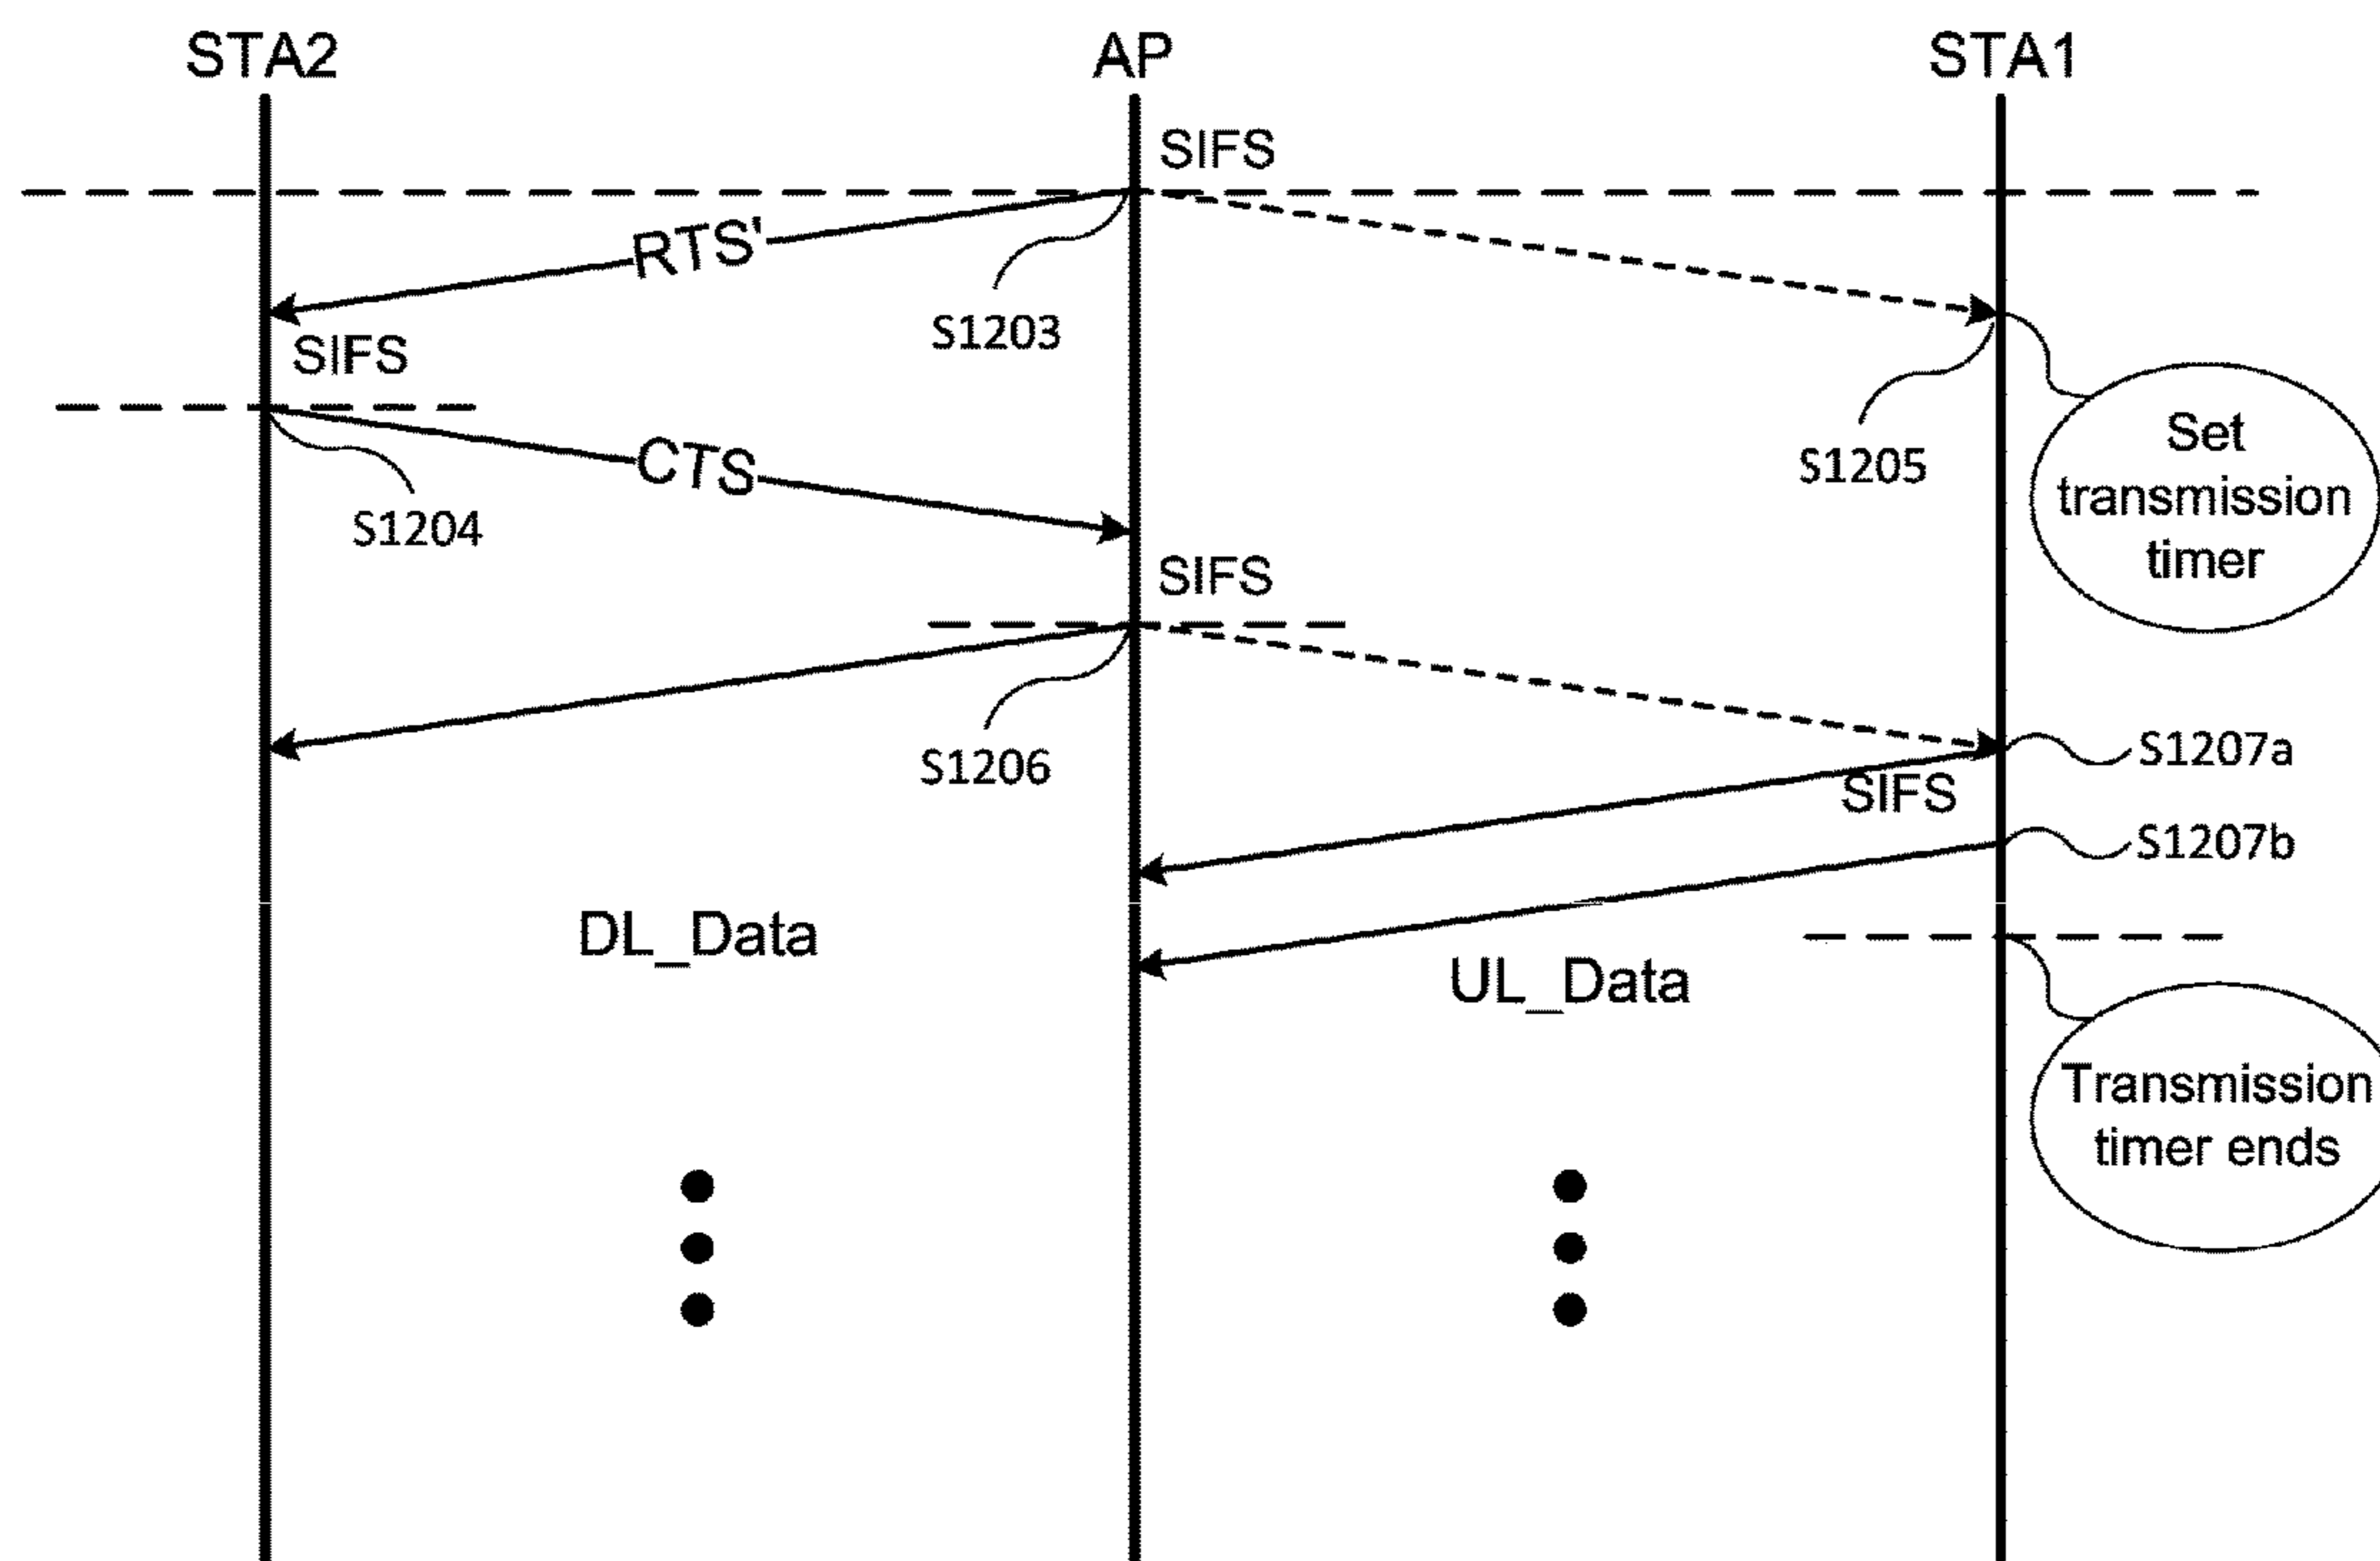 STA2
AP
STA1
SIFS
RTS'
S1203
SIFS
S1205
Set
transmission
timer
CTS
S1204
SIFS
S1206
S1207a
SIFS
S1207b
DL_Data
UL_Data
Transmission
timer ends